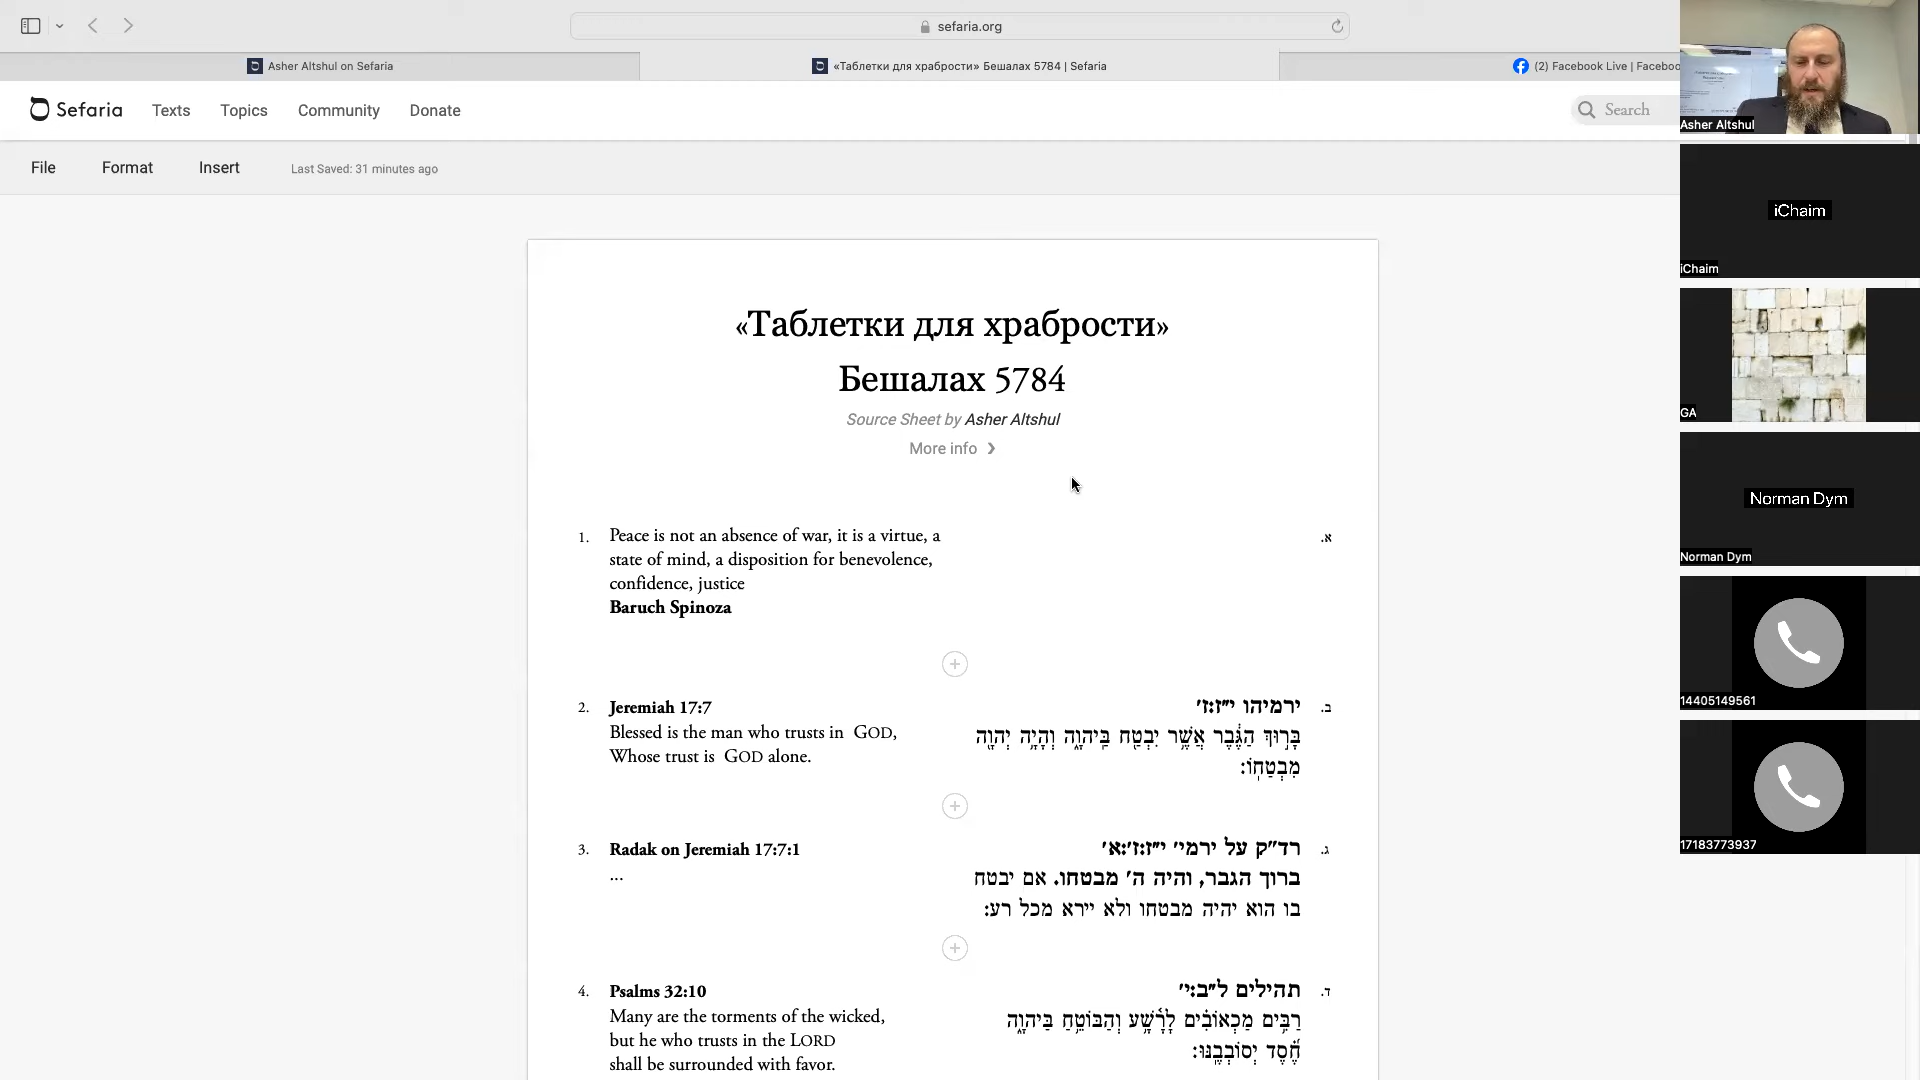 sefaria.org
Asher Altshul on Sefaria
«Таблетки для храбрости» Бешалах 5784 | Sefaria
(2) Facebook Live | Faceboo
Sefaria
Texts
Topics
Community
Donate
Search
File
Format
Insert
Last Saved: 31 minutes ago
«Таблетки для храбрости»
Бешалах 5784
Source Sheet by Asher Altshul
More info
1.
Peace is not an absence of war, it is a virtue, a
state of mind, a disposition for benevolence,
confidence, justice
Baruch Spinoza
א.
2.
Jeremiah 17:7
Blessed is the man who trusts in GOD,
Whose trust is GOD alone.
ב.
ירמיהו י״ז:ז׳
בָּר֣וּךְ הַגֶּ֔בֶר אֲשֶׁ֥ר יִבְטַ֖ח בַּֽיהוָ֑ה וְהָיָ֥ה יְהוָ֖ה
מִבְטַחֽוֹ׃
3.
Radak on Jeremiah 17:7:1
...
ג.
רד"ק על ירמי׳ י״ז:ז׳:א׳
ברוך הגבר, והיה ה׳ מבטחו. אם יבטח
בו הוא יהיה מבטחו ולא יירא מכל רע:
4.
Psalms 32:10
Many are the torments of the wicked,
but he who trusts in the LORD
shall be surrounded with favor.
ד.
תהילים ל״ב:י׳
רַבִּ֥ים מַכְאוֹבִ֗ים לָרָ֫שָׁ֥ע וְהַבּוֹטֵ֥חַ בַּיהוָ֑ה
חֶ֝֗סֶד יְסוֹבְבֶֽנּוּ׃
Asher Altshul
iChaim
iChaim
GA
Norman Dym
Norman Dym
14405149561
17183773937